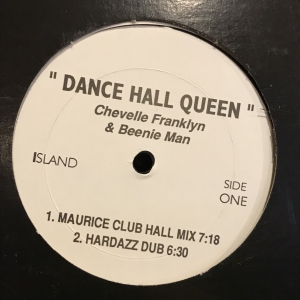 " DANCE HALL QUEEN "
Chevelle Franklyn
& Beenie Man
ISLAND
SIDE
ONE
1. MAURICE CLUB HALL MIX 7:18
2. HARDAZZ DUB 6:30